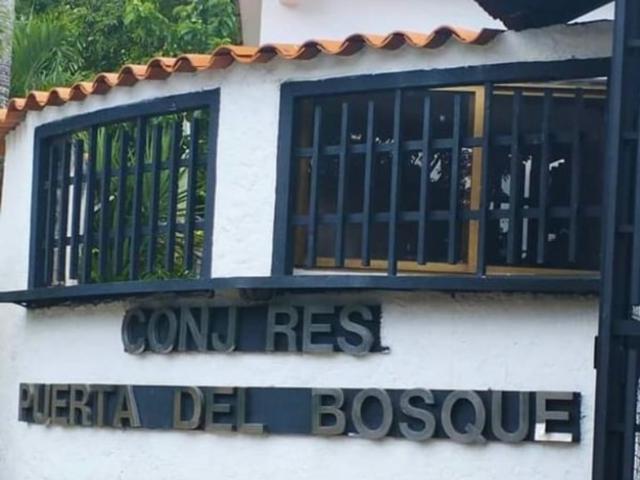 CONJ RES.
PUERTA DEL BOSQUE